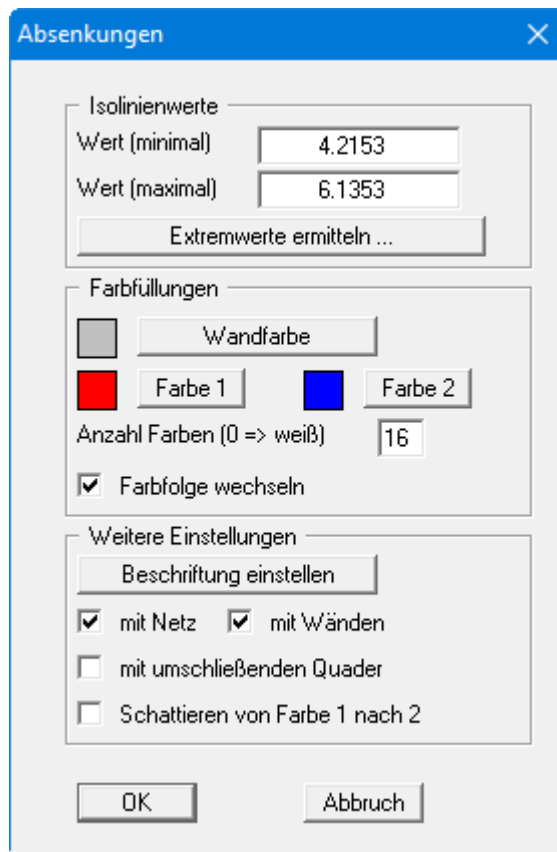 Absenkungen
Isolinienwerte
Wert (minimal) 4.2153
Wert (maximal) 6.1353
Extremwerte ermitteln ...
Farbfüllungen
Wandfarbe
Farbe 1 Farbe 2
Anzahl Farben (0 => weiß) 16
Farbfolge wechseln
Weitere Einstellungen
Beschriftung einstellen
mit Netz mit Wänden
mit umschließenden Quader
Schattieren von Farbe 1 nach 2
OK Abbruch